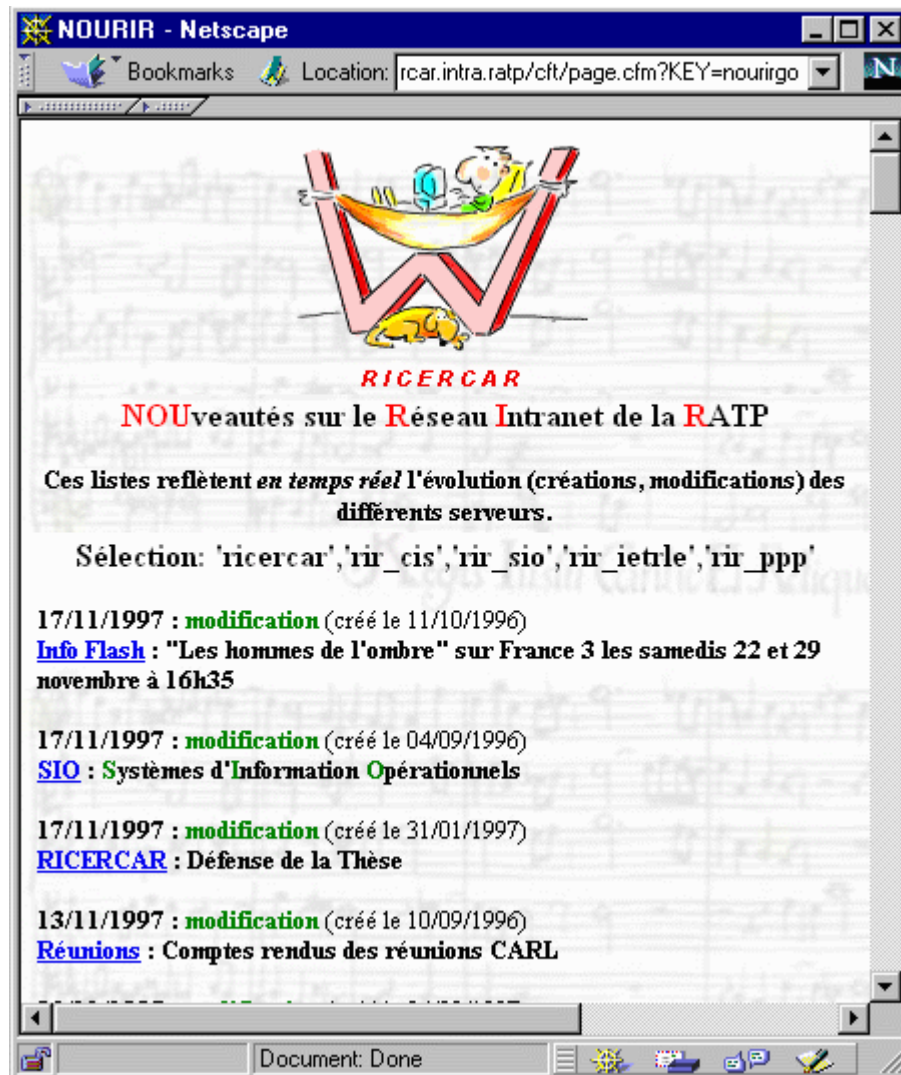 NOURIR - Netscape
Bookmarks Location: rcar.intra.ratp/cft/page.cfm?KEY=nourirgo
N
RICERCAR
NOUveautés sur le Réseau Intranet de la RATP
Ces listes reflètent en temps réel l'évolution (créations, modifications) des
différents serveurs.
Sélection: 'ricercar','rir_cis','rir_sio','rir_ietrle','rir_ppp'
17/11/1997 : modification (créé le 11/10/1996)
Info Flash : "Les hommes de l'ombre" sur France 3 les samedis 22 et 29
novembre à 16h35
17/11/1997 : modification (créé le 04/09/1996)
SIO : Systèmes d'Information Opérationnels
17/11/1997 : modification (créé le 31/01/1997)
RICERCAR : Défense de la Thèse
13/11/1997 : modification (créé le 10/09/1996)
Réunions : Comptes rendus des réunions CARL
Document: Done